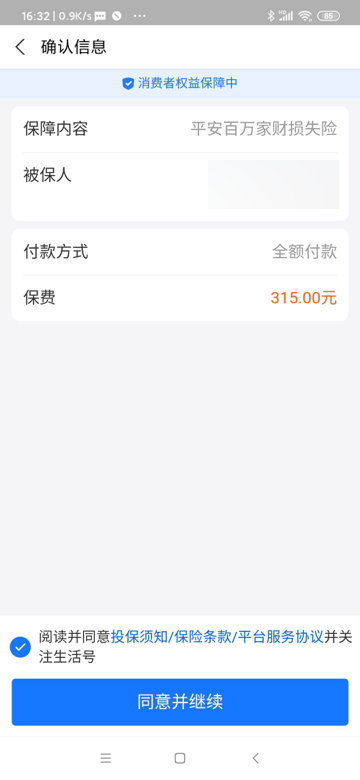 16:32 | 0.9K/s
HD
85
确认信息
消费者权益保障中
保障内容 平安百万家财损失险
被保人
付款方式 全额付款
保费 315.00元
阅读并同意投保须知/保险条款/平台服务协议并关
注生活号
同意并继续